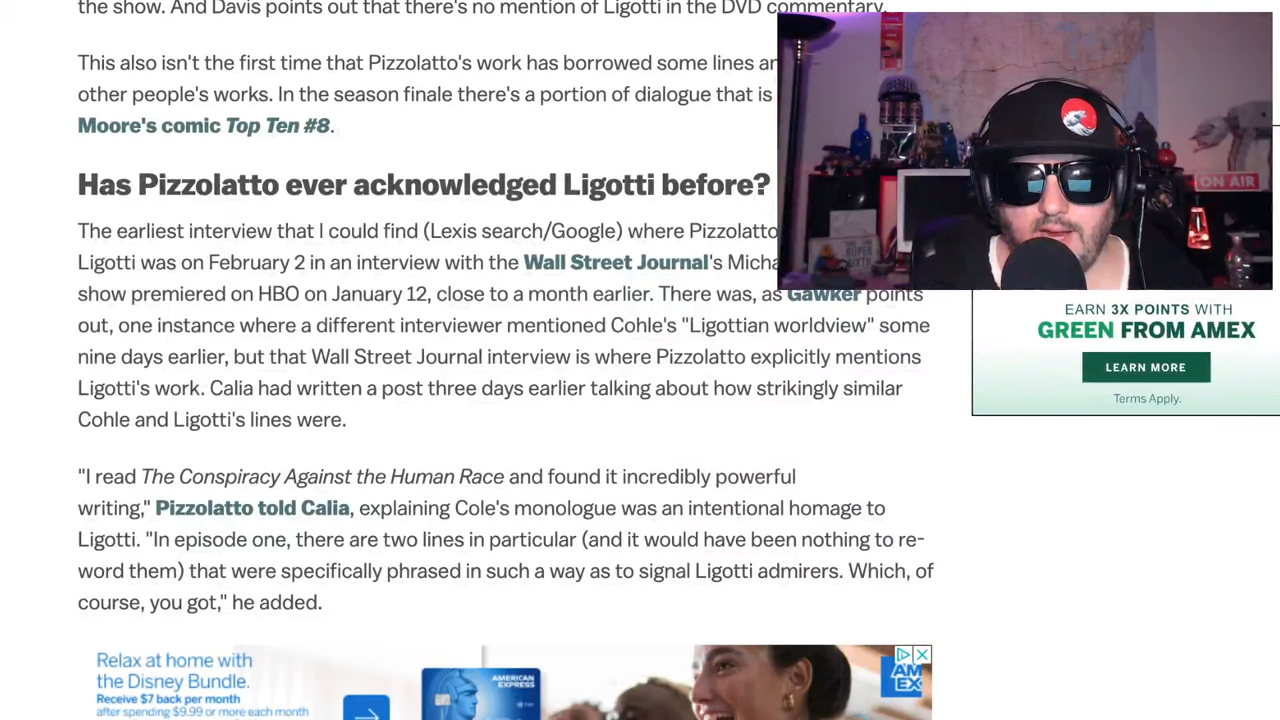 the show. And Davis points out that there's no mention of Ligotti in the DVD commentary.
This also isn't the first time that Pizzolatto's work has borrowed some lines
other people's works. In the season finale there's a portion of dialogue that is
Moore's comic Top Ten #8.
Has Pizzolatto ever acknowledged Ligotti before?
The earliest interview that I could find (Lexis search/Google) where Pizzolatto
Ligotti was on February 2 in an interview with the Wall Street Journal's
show premiered on HBO on January 12, close to a month earlier. There was, as Gawker points
out, one instance where a different interviewer mentioned Cohle's "Ligottian worldview" some
nine days earlier, but that Wall Street Journal interview is where Pizzolatto explicitly mentions
Ligotti's work. Calia had written a post three days earlier talking about how strikingly similar
Cohle and Ligotti's lines were.
"I read The Conspiracy Against the Human Race and found it incredibly powerful
writing," Pizzolatto told Calia, explaining Cole's monologue was an intentional homage to
Ligotti. "In episode one, there are two lines in particular (and it would have been nothing to re-
word them) that were specifically phrased in such a way as to signal Ligotti admirers. Which, of
course, you got," he added.
ON AIR
EARN 3X POINTS WITH
GREEN FROM AMEX
LEARN MORE
Terms Apply.
Relax at home with
the Disney Bundle.
Receive $7 back per month
after spending $9.99 or more each month
AMERICAN EXPRESS
AM
EX